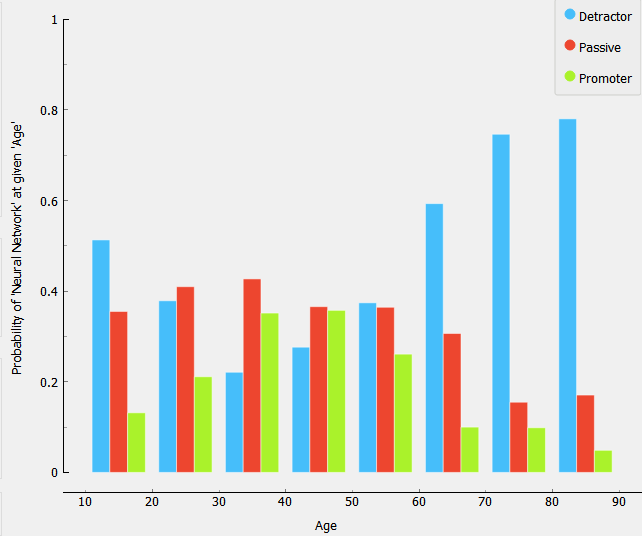 Detractor
Passive
Promoter
1
0.8
0.6
0.4
0.2
0
Probability of 'Neural Network' at given 'Age'
10 20 30 40 50 60 70 80 90
Age